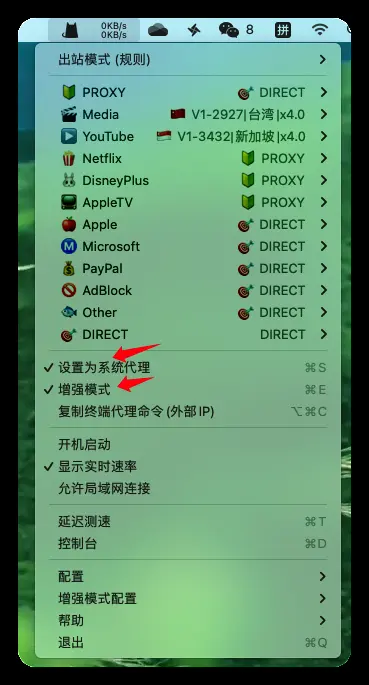 0KB/s
0KB/s
8
拼
出站模式 (规则)
PROXY DIRECT
Media V1-2927|台湾|x4.0
YouTube V1-3432|新加坡|x4.0
Netflix PROXY
DisneyPlus PROXY
AppleTV PROXY
Apple DIRECT
Microsoft DIRECT
PayPal DIRECT
AdBlock DIRECT
Other DIRECT
DIRECT DIRECT
设置为系统代理 ⌘S
增强模式 ⌘E
复制终端代理命令 (外部 IP) ⌥⌘C
开机启动
显示实时速率
允许局域网连接
延迟测速 ⌘T
控制台 ⌘D
配置
增强模式配置
帮助
退出 ⌘Q